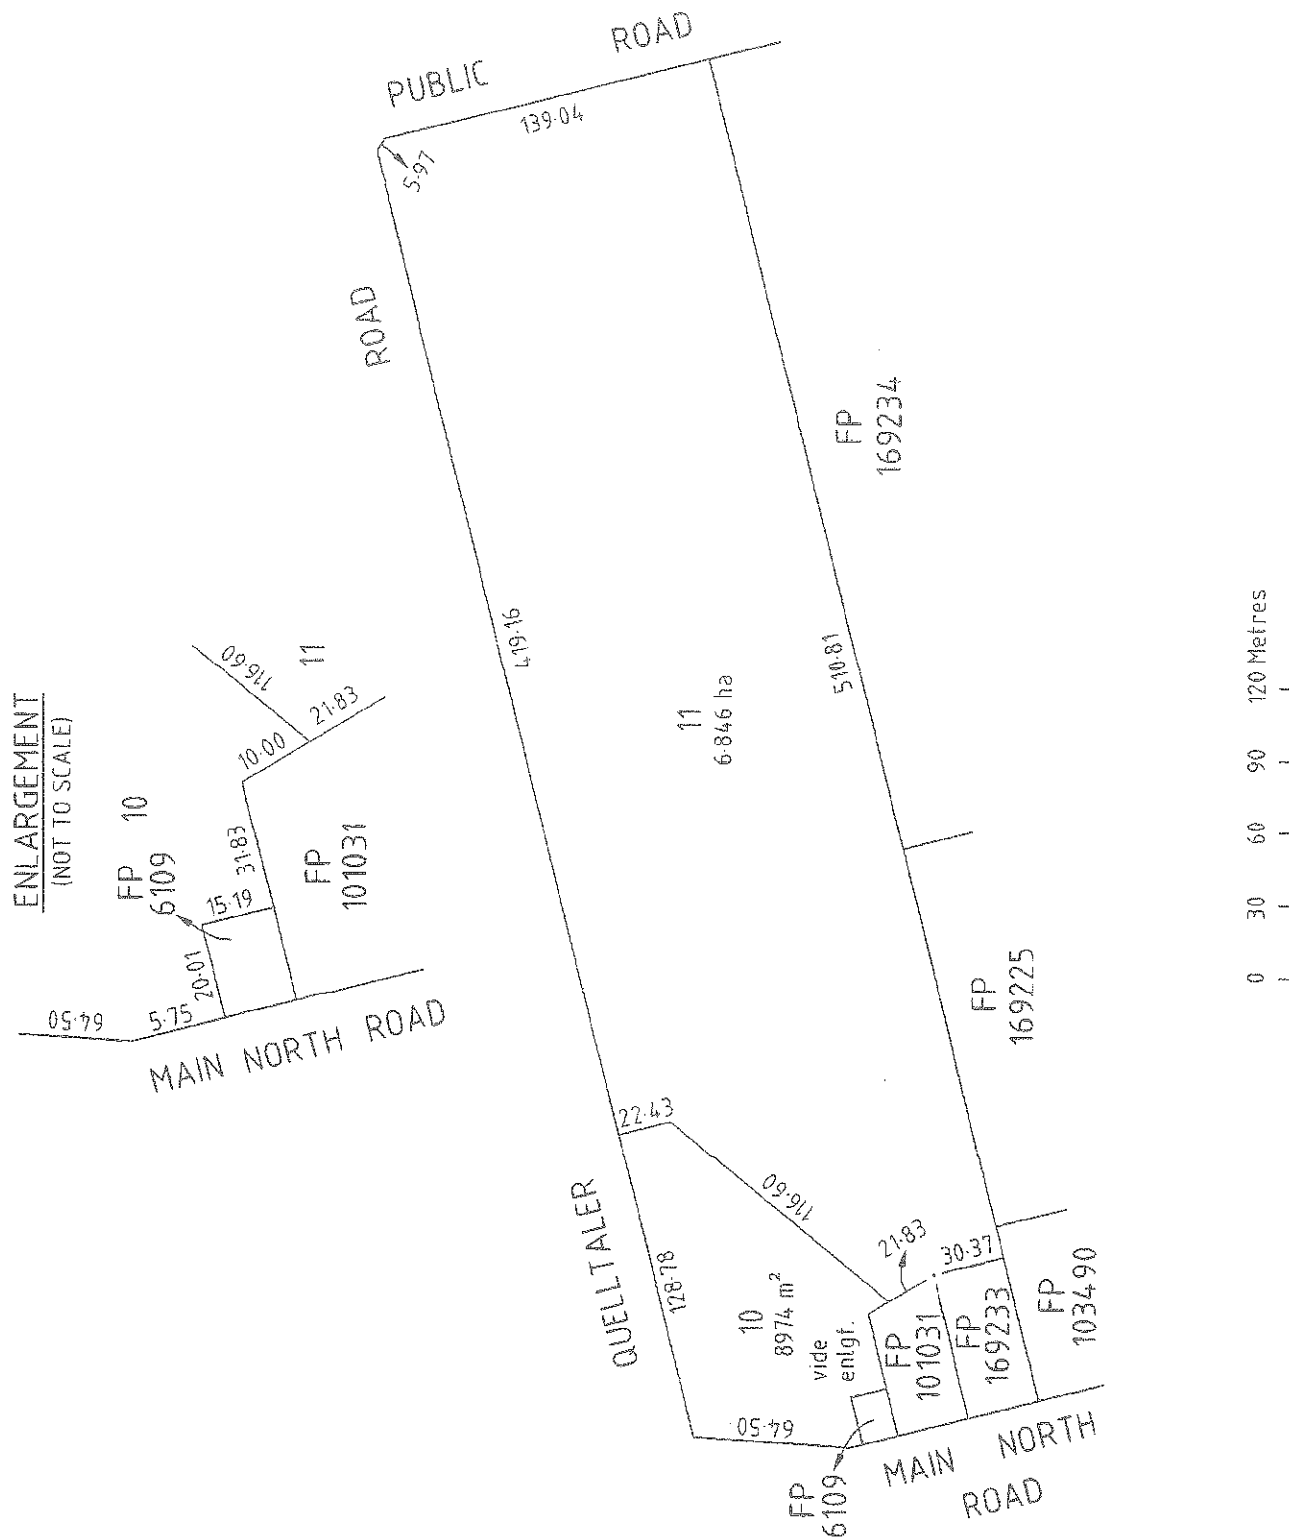 PUBLIC ROAD
139·04
5·97
ROAD
419·16
ENLARGEMENT
(NOT TO SCALE)
116·60
11
21·83
10·00
10
FP
6109
31·83
15·19
FP
101031
20·01
5·75
64·50
MAIN NORTH ROAD
FP
169234
11
6·846 ha
510·81
FP
169225
22·43
QUELLTALER
128·78
116·60
21·83
30·37
10
8974 m²
vide
enlgt.
FP
101031
FP
169233
FP
103490
64·50
FP
6109
MAIN NORTH
ROAD
0 30 60 90 120 Metres